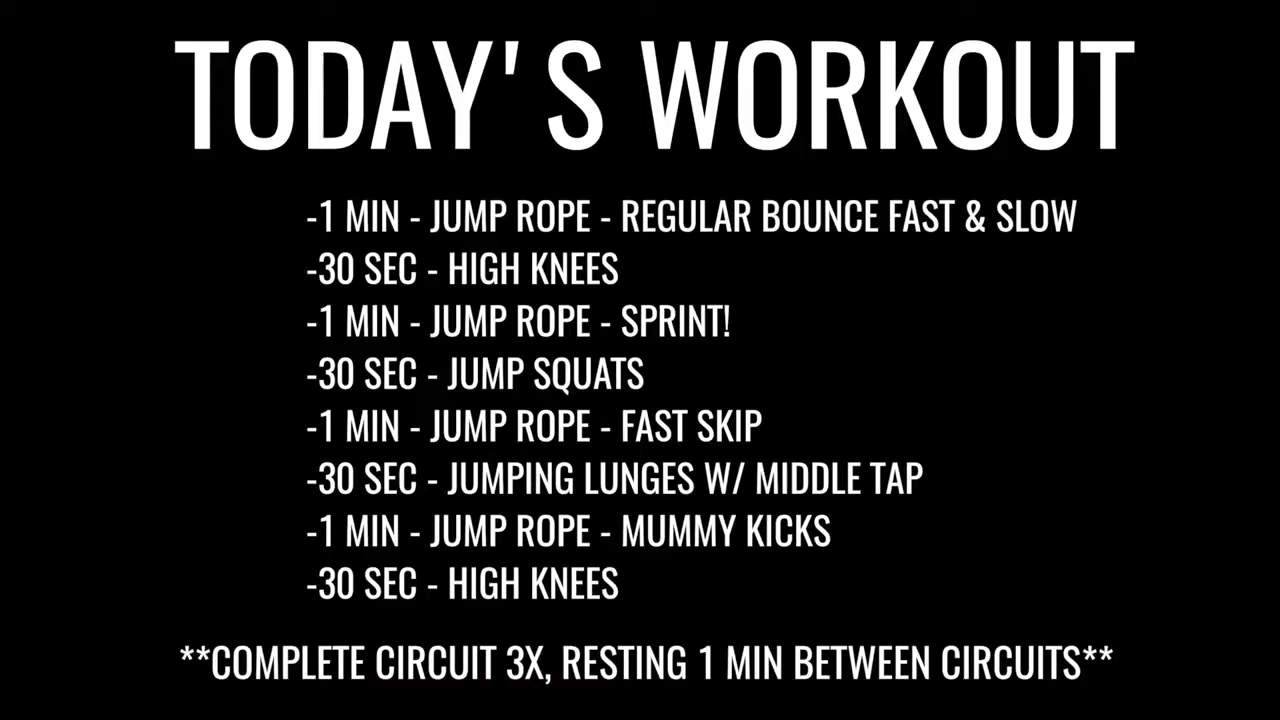 TODAY'S WORKOUT
-1 MIN - JUMP ROPE - REGULAR BOUNCE FAST & SLOW
-30 SEC - HIGH KNEES
-1 MIN - JUMP ROPE - SPRINT!
-30 SEC - JUMP SQUATS
-1 MIN - JUMP ROPE - FAST SKIP
-30 SEC - JUMPING LUNGES W/ MIDDLE TAP
-1 MIN - JUMP ROPE - MUMMY KICKS
-30 SEC - HIGH KNEES
**COMPLETE CIRCUIT 3X, RESTING 1 MIN BETWEEN CIRCUITS**